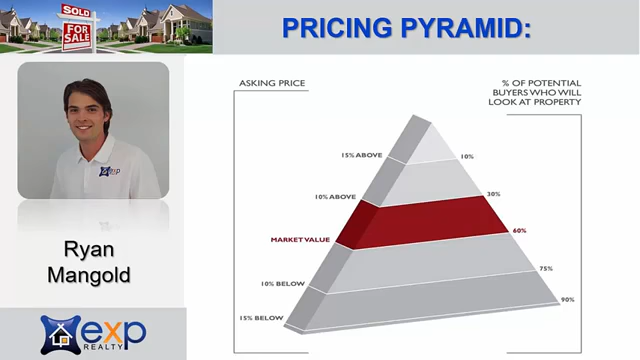 SOLD
FOR
SALE
PRICING PYRAMID:
exp
Ryan
Mangold
exp
REALTY
ASKING PRICE
% OF POTENTIAL
BUYERS WHO WILL
LOOK AT PROPERTY
15% ABOVE
10%
10% ABOVE
30%
MARKET VALUE
60%
10% BELOW
75%
15% BELOW
90%